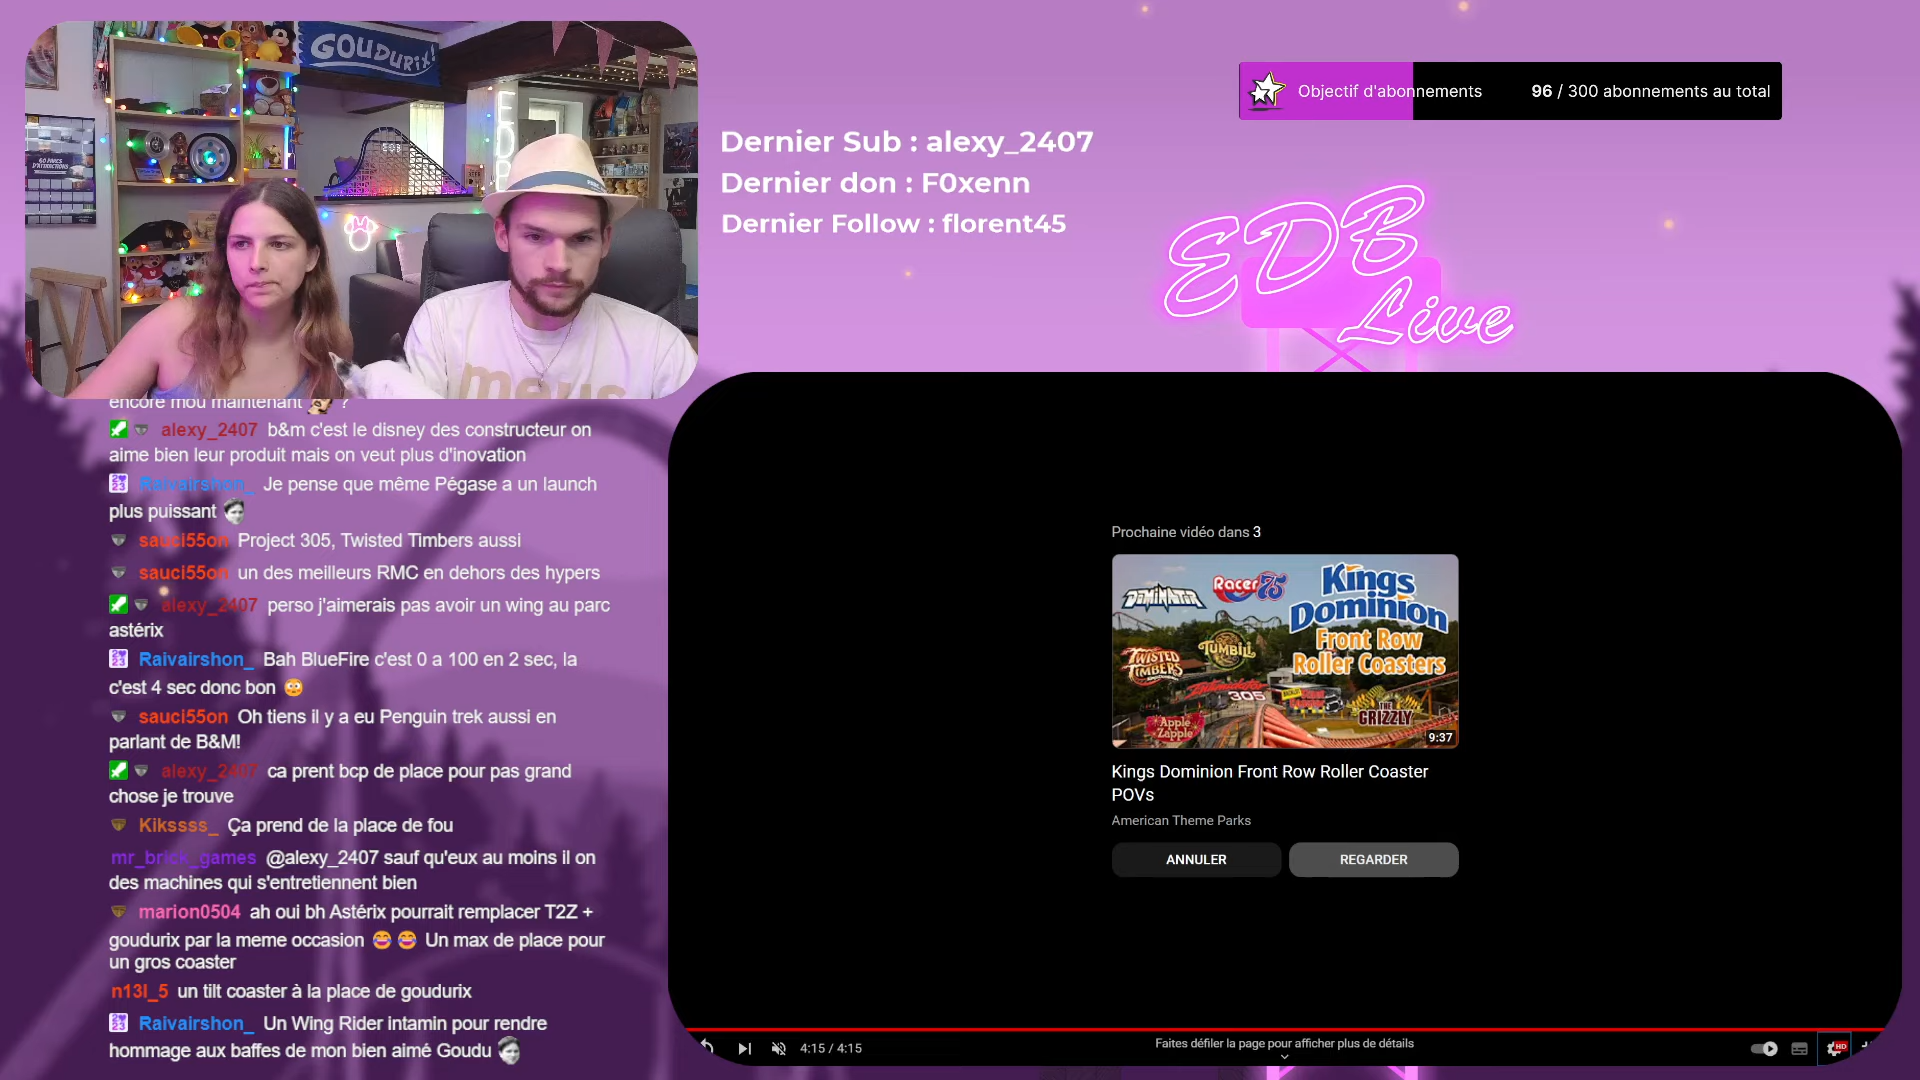 GOUDURIX!
EDB
60 PARCS
D'ATTRACTIONS
mous
Objectif d'abonnements
96 / 300 abonnements au total
Dernier Sub : alexy_2407
Dernier don : F0xenn
Dernier Follow : florent45
EDB
Live
encore mou maintenant ?
alexy_2407 b&m c'est le disney des constructeur on
aime bien leur produit mais on veut plus d'inovation
Raivairshon_ Je pense que même Pégase a un launch
plus puissant
sauci55on Project 305, Twisted Timbers aussi
sauci55on un des meilleurs RMC en dehors des hypers
alexy_2407 perso j'aimerais pas avoir un wing au parc
astérix
Raivairshon_ Bah BlueFire c'est 0 a 100 en 2 sec, la
c'est 4 sec donc bon 😳
sauci55on Oh tiens il y a eu Penguin trek aussi en
parlant de B&M!
alexy_2407 ca prent bcp de place pour pas grand
chose je trouve
Kikssss_ Ça prend de la place de fou
mr_brick_games @alexy_2407 sauf qu'eux au moins il on
des machines qui s'entretiennent bien
marion0504 ah oui bh Astérix pourrait remplacer T2Z +
goudurix par la meme occasion 😂 😂 Un max de place pour
un gros coaster
n13l_5 un tilt coaster à la place de goudurix
Raivairshon_ Un Wing Rider intamin pour rendre
hommage aux baffes de mon bien aimé Goudu
Prochaine vidéo dans 3
DOMINATOR
Racer 75
Kings
Dominion
Front Row
Roller Coasters
TWISTED
TIMBERS
TUMBILI
Intimidator
305
THE
GRIZZLY
Apple
Zapple
9:37
Kings Dominion Front Row Roller Coaster
POVs
American Theme Parks
ANNULER
REGARDER
4:15 / 4:15
Faites défiler la page pour afficher plus de détails
HD